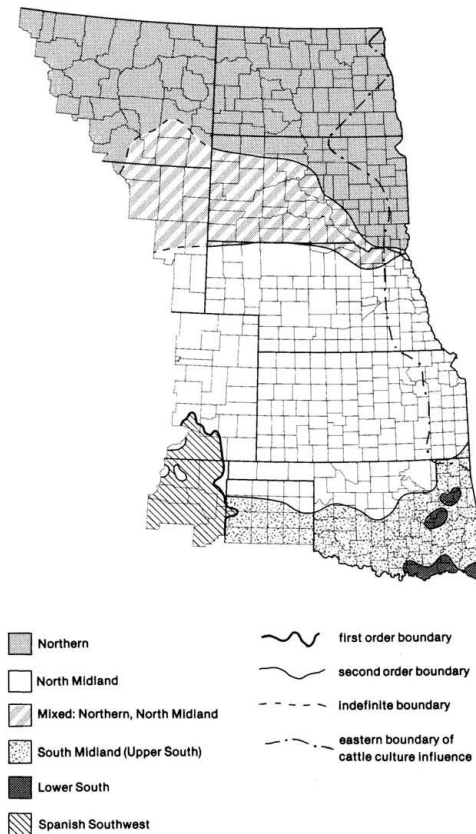 Northern
North Midland
Mixed: Northern, North Midland
South Midland (Upper South)
Lower South
Spanish Southwest
first order boundary
second order boundary
indefinite boundary
eastern boundary of
cattle culture influence